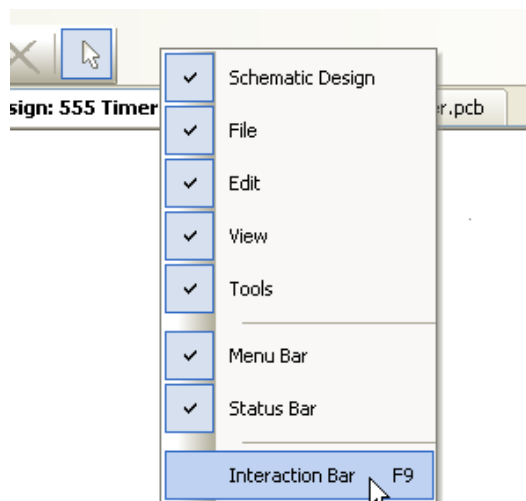 sign: 555 Timer
r.pcb
Schematic Design
File
Edit
View
Tools
Menu Bar
Status Bar
Interaction Bar F9